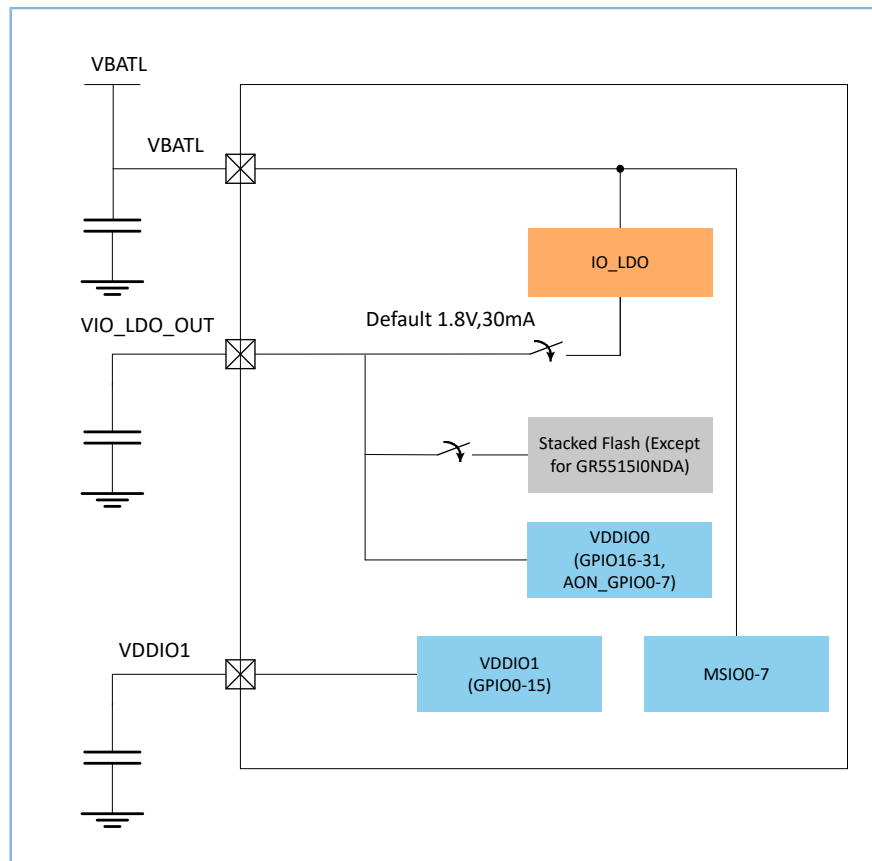 VBATL
VBATL
IO_LDO
VIO_LDO_OUT
Default 1.8V,30mA
Stacked Flash (Except
for GR5515I0NDA)
VDDIO0
(GPIO16-31,
AON_GPIO0-7)
VDDIO1
VDDIO1
(GPIO0-15)
MSIO0-7